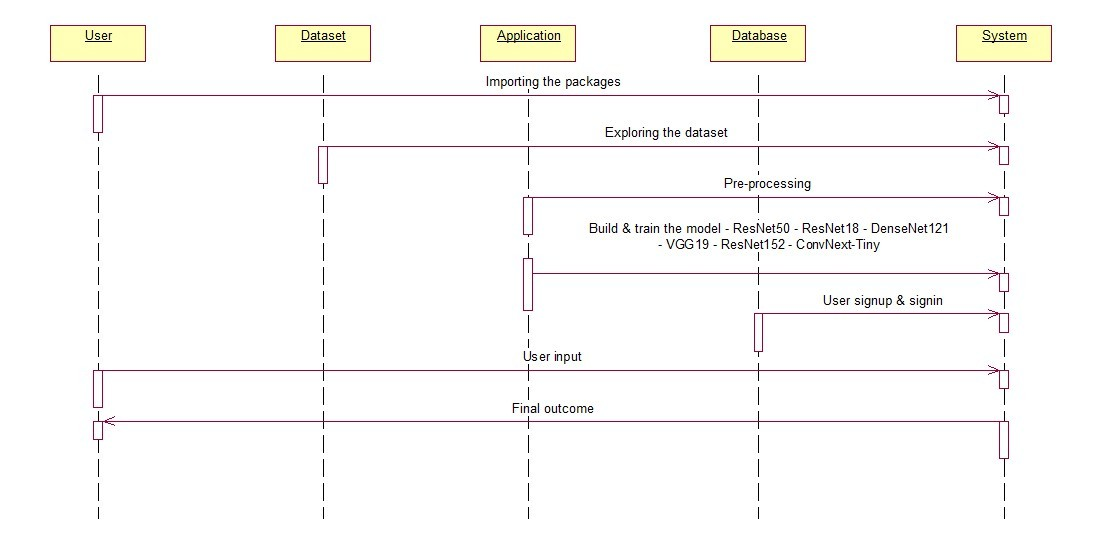 User
Dataset
Application
Database
System
Importing the packages
Exploring the dataset
Pre-processing
Build & train the model - ResNet50 - ResNet18 - DenseNet121
- VGG19 - ResNet152 - ConvNext-Tiny
User signup & signin
User input
Final outcome